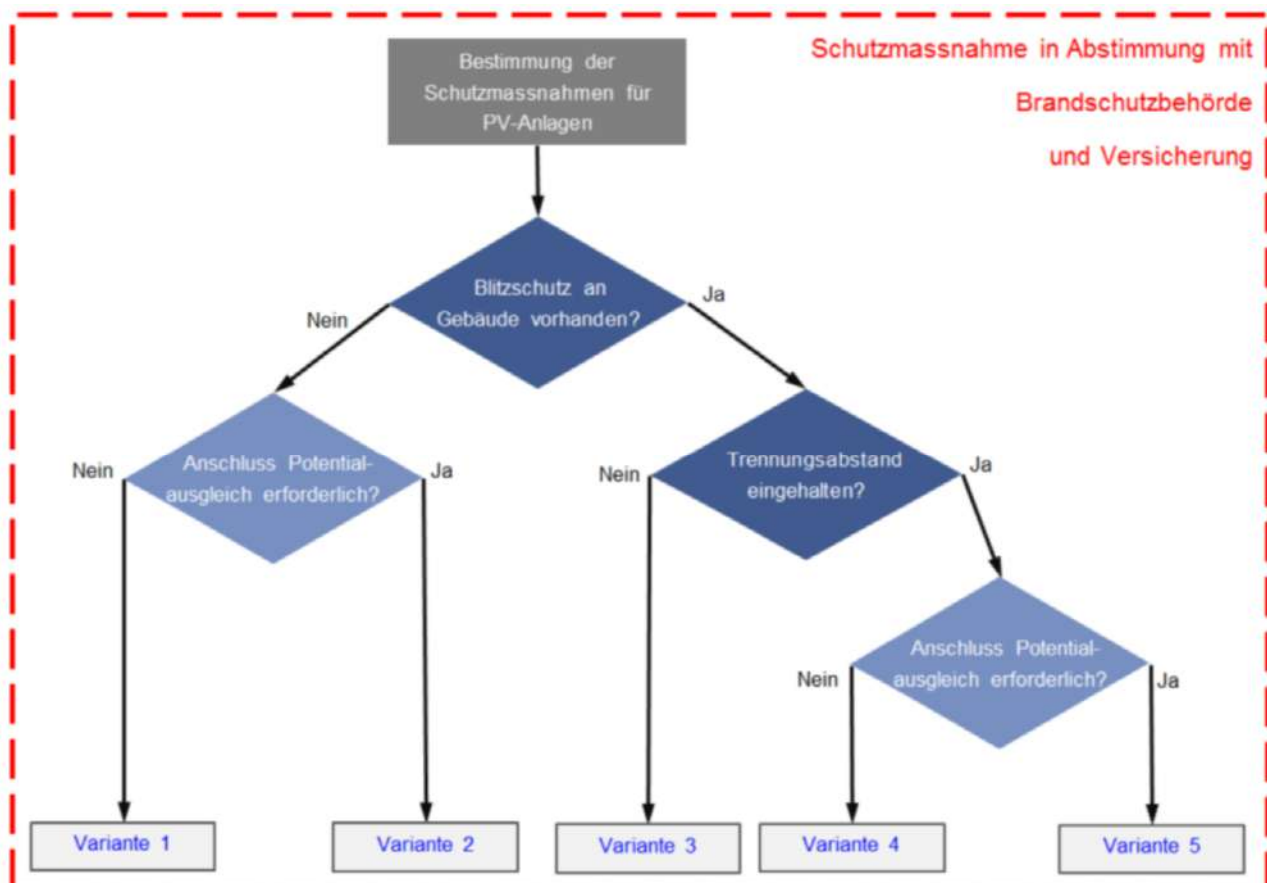 Bestimmung der
Schutzmassnahmen für
PV-Anlagen
Schutzmassnahme in Abstimmung mit
Brandschutzbehörde
und Versicherung
Blitzschutz an
Gebäude vorhanden?
Nein
Ja
Anschluss Potential-
ausgleich erforderlich?
Nein
Ja
Trennungsabstand
eingehalten?
Nein
Ja
Anschluss Potential-
ausgleich erforderlich?
Nein
Ja
Variante 1
Variante 2
Variante 3
Variante 4
Variante 5